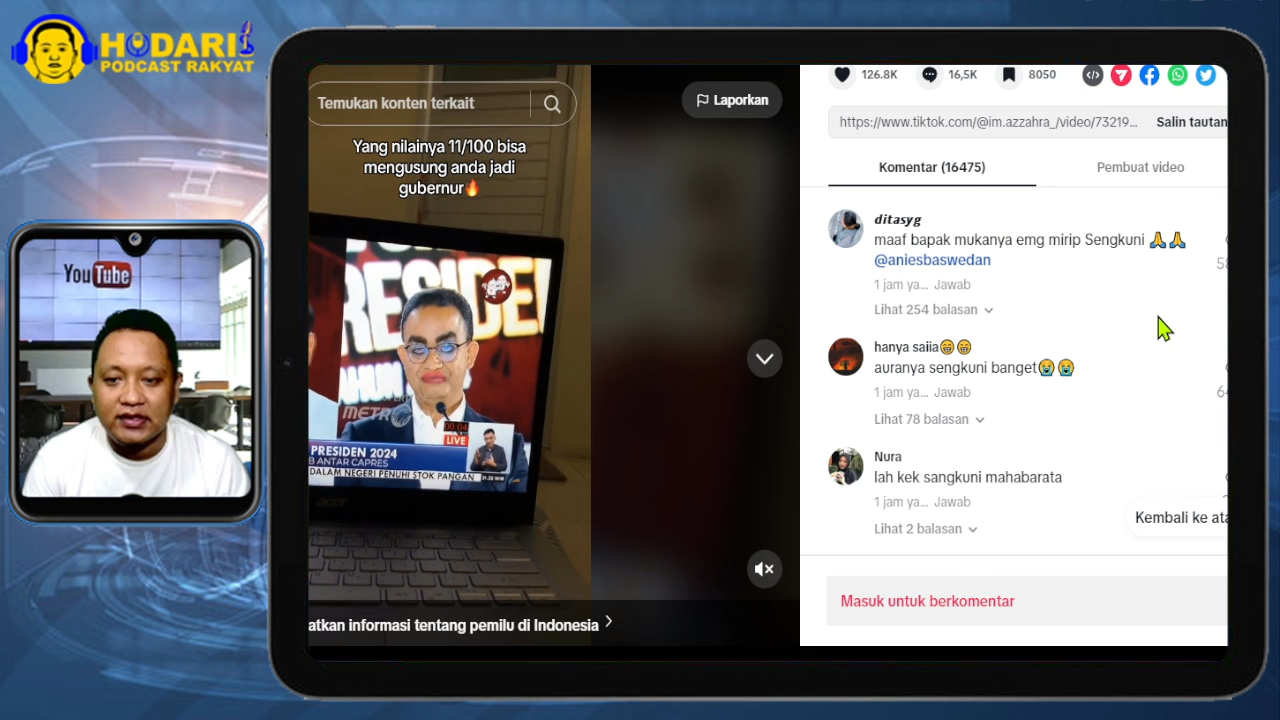 HODARI
PODCAST RAKYAT
YouTube
Temukan konten terkait
Laporkan
Yang nilainya 11/100 bisa
mengusung anda jadi
gubernur🔥
RESIDEN
METRO
00:04
LIVE
PRESIDEN 2024
B ANTAR CAPRES
DALAM NEGERI PENUHI STOK PANGAN
acer
atkan informasi tentang pemilu di Indonesia
126.8K
16,5K
8050
https://www.tiktok.com/@im.azzahra_/video/73219...
Salin tautan
Komentar (16475)
Pembuat video
ditasyg
maaf bapak mukanya emg mirip Sengkuni 🙏🙏
@aniesbaswedan
1 jam ya... Jawab
Lihat 254 balasan
hanya saiia😁😁
auranya sengkuni banget😭😭
1 jam ya... Jawab
Lihat 78 balasan
Nura
lah kek sangkuni mahabarata
1 jam ya... Jawab
Lihat 2 balasan
Kembali ke ata
Masuk untuk berkomentar